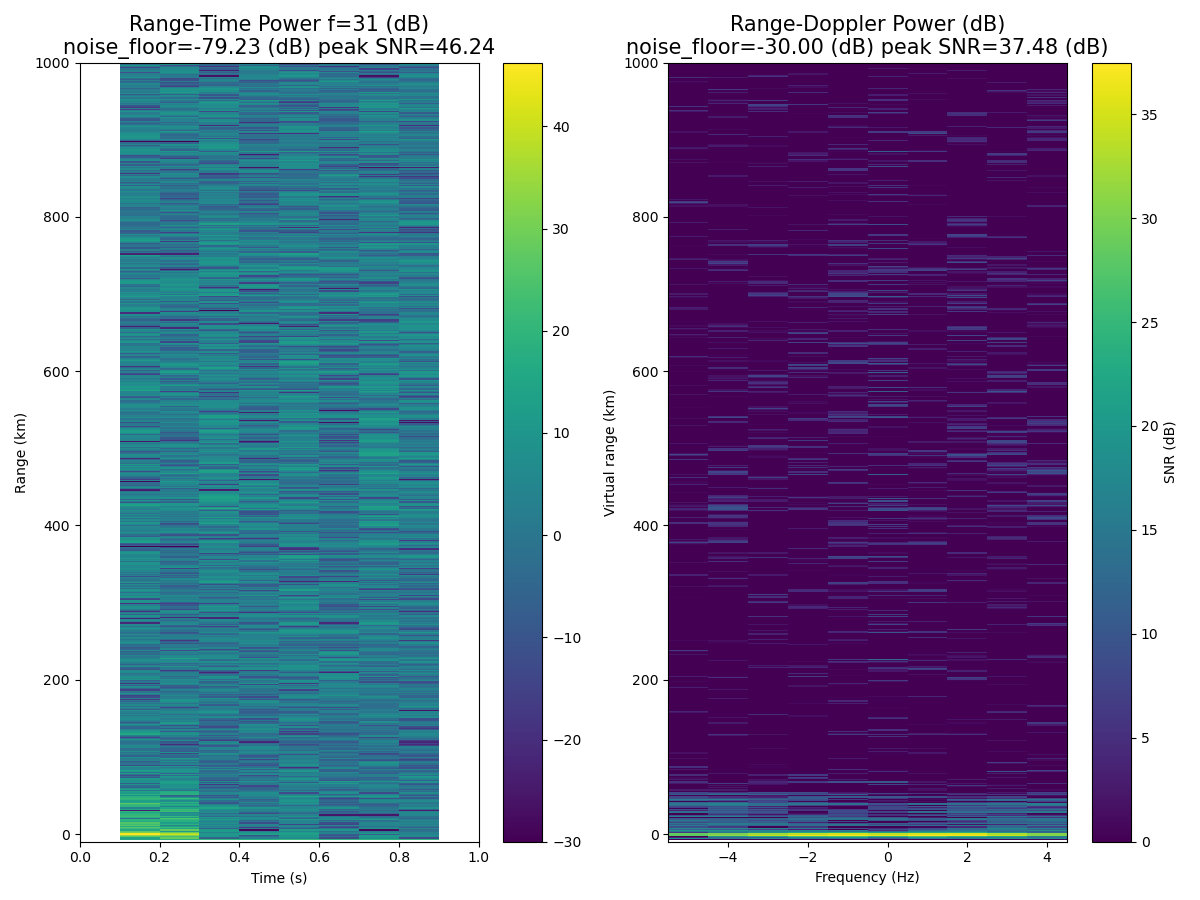 Range-Time Power f=31 (dB)
noise_floor=-79.23 (dB) peak SNR=46.24
Range (km)
1000
800
600
400
200
0
0.0 0.2 0.4 0.6 0.8 1.0
Time (s)
40
30
20
10
0
−10
−20
−30
Range-Doppler Power (dB)
noise_floor=-30.00 (dB) peak SNR=37.48 (dB)
Virtual range (km)
1000
800
600
400
200
0
−4 −2 0 2 4
Frequency (Hz)
35
30
25
20
15
10
5
0
SNR (dB)